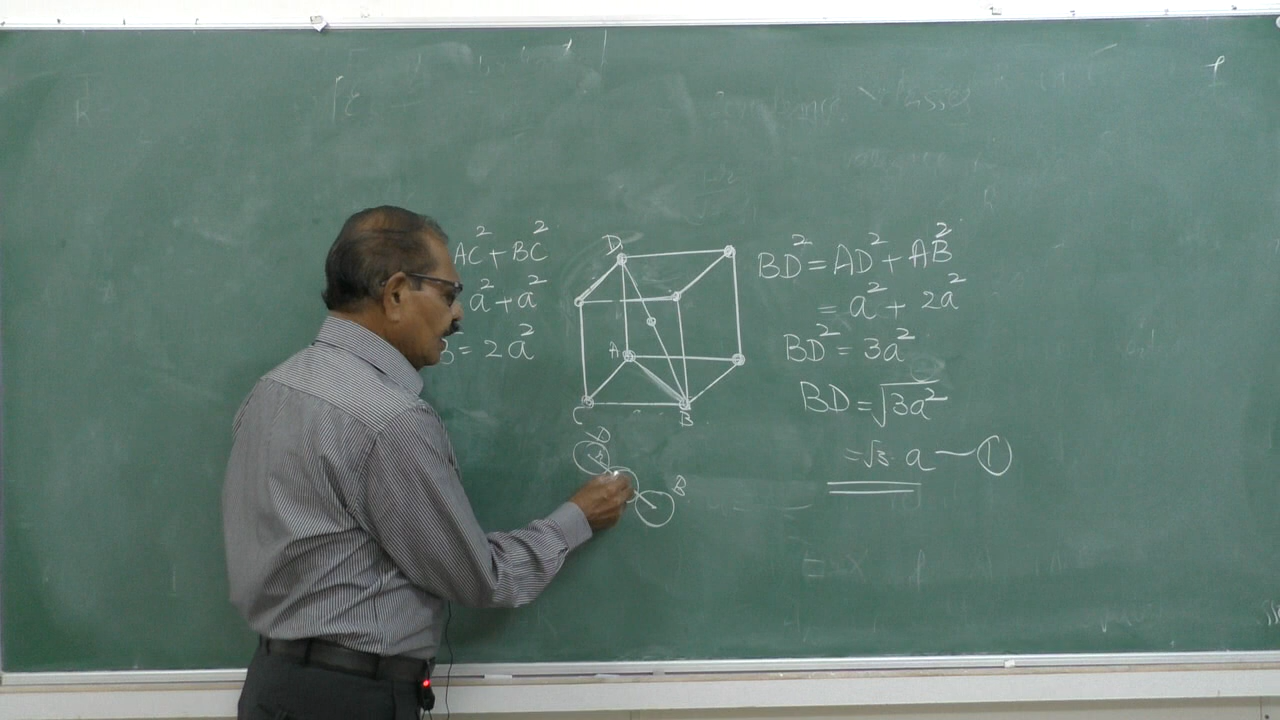 AC² + BC²
a² + a²
B = 2a²
D
A
C
B
D
R
B
BD² = AD² + AB²
= a² + 2a²
BD² = 3a²
BD = √3a²
= √3 · a — ①